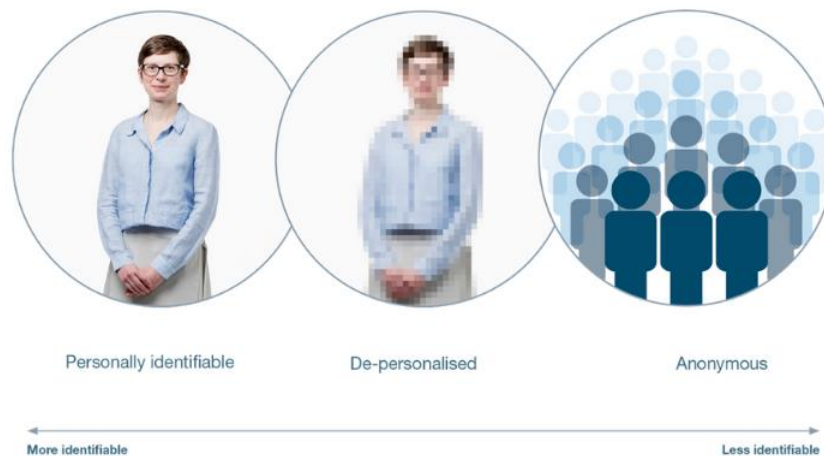 Personally identifiable
De-personalised
Anonymous
More identifiable
Less identifiable